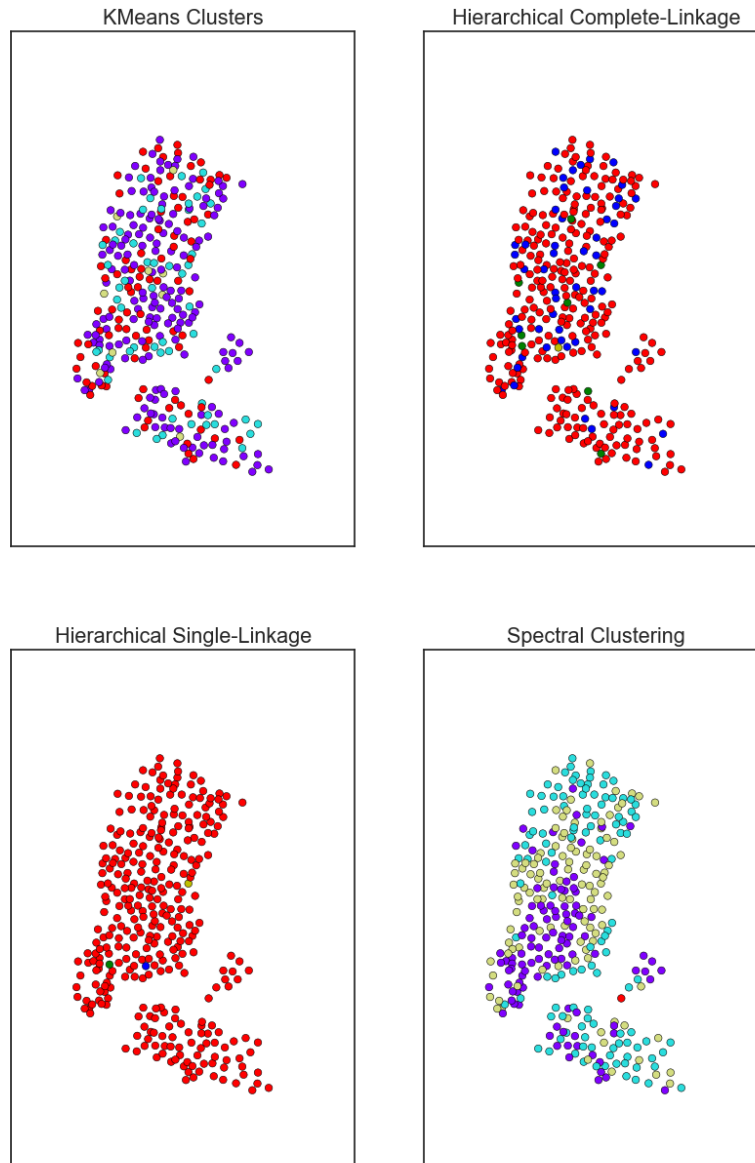 KMeans Clusters
Hierarchical Complete-Linkage
Hierarchical Single-Linkage
Spectral Clustering